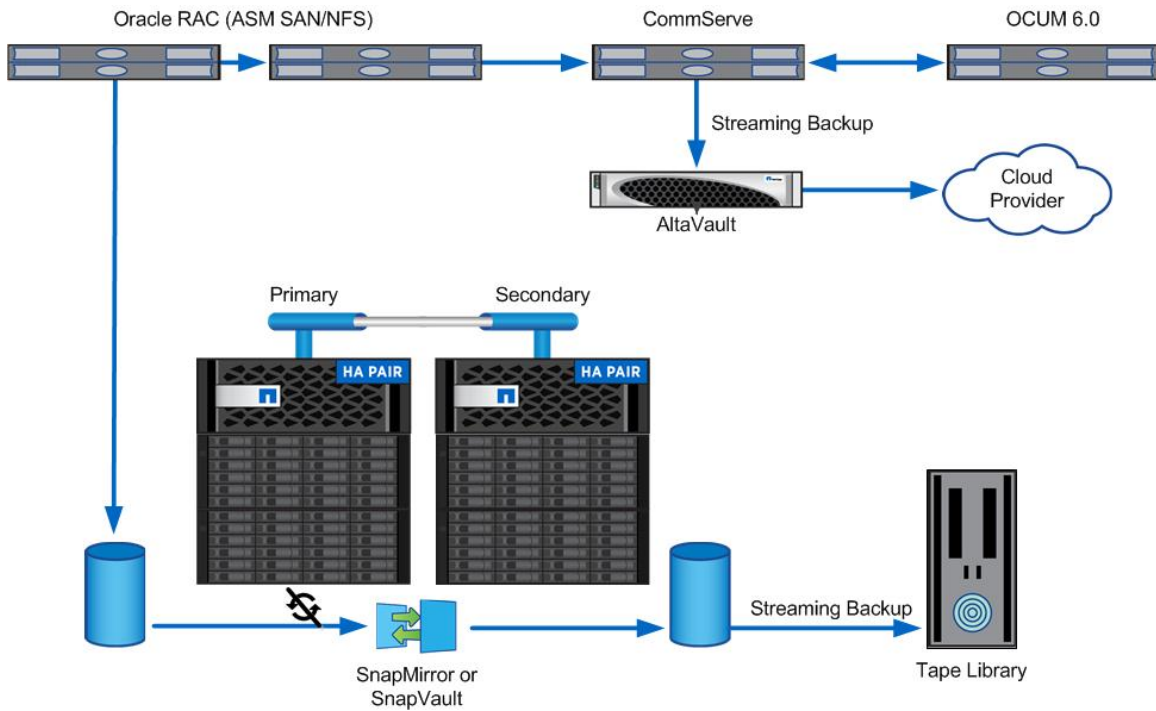 Oracle RAC (ASM SAN/NFS)
CommServe
OCUM 6.0
Streaming Backup
Cloud
Provider
AltaVault
Primary
Secondary
HA PAIR
HA PAIR
Streaming Backup
SnapMirror or
SnapVault
Tape Library